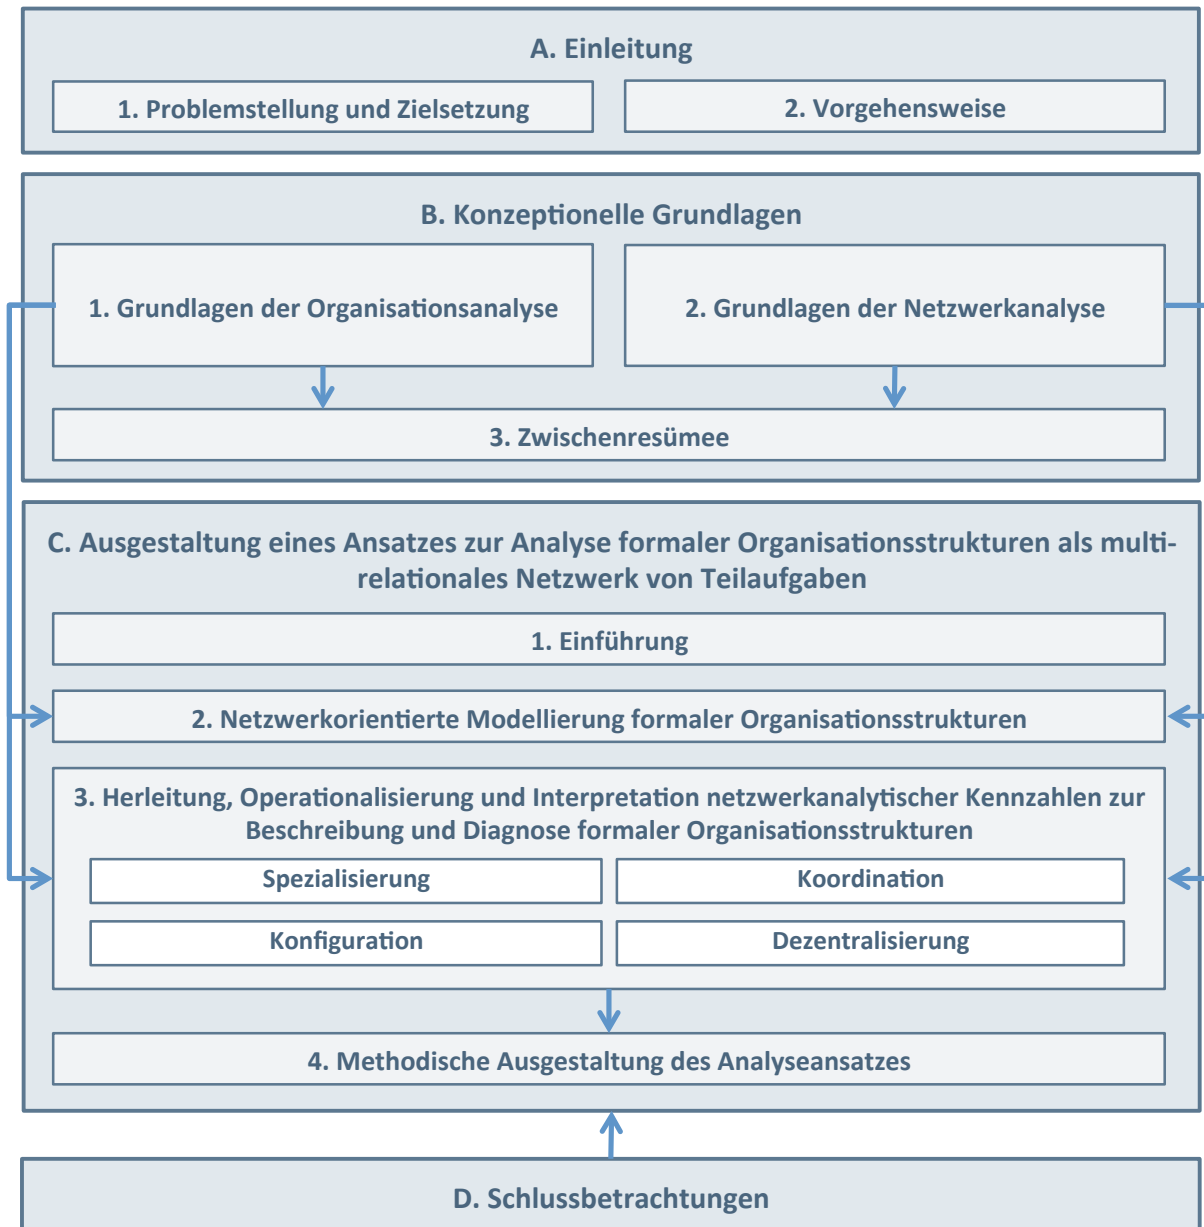 A. Einleitung
1. Problemstellung und Zielsetzung
2. Vorgehensweise
B. Konzeptionelle Grundlagen
1. Grundlagen der Organisationsanalyse
2. Grundlagen der Netzwerkanalyse
3. Zwischenresümee
C. Ausgestaltung eines Ansatzes zur Analyse formaler Organisationsstrukturen als multi-
relationales Netzwerk von Teilaufgaben
1. Einführung
2. Netzwerkorientierte Modellierung formaler Organisationsstrukturen
3. Herleitung, Operationalisierung und Interpretation netzwerkanalytischer Kennzahlen zur
Beschreibung und Diagnose formaler Organisationsstrukturen
Spezialisierung
Koordination
Konfiguration
Dezentralisierung
4. Methodische Ausgestaltung des Analyseansatzes
D. Schlussbetrachtungen